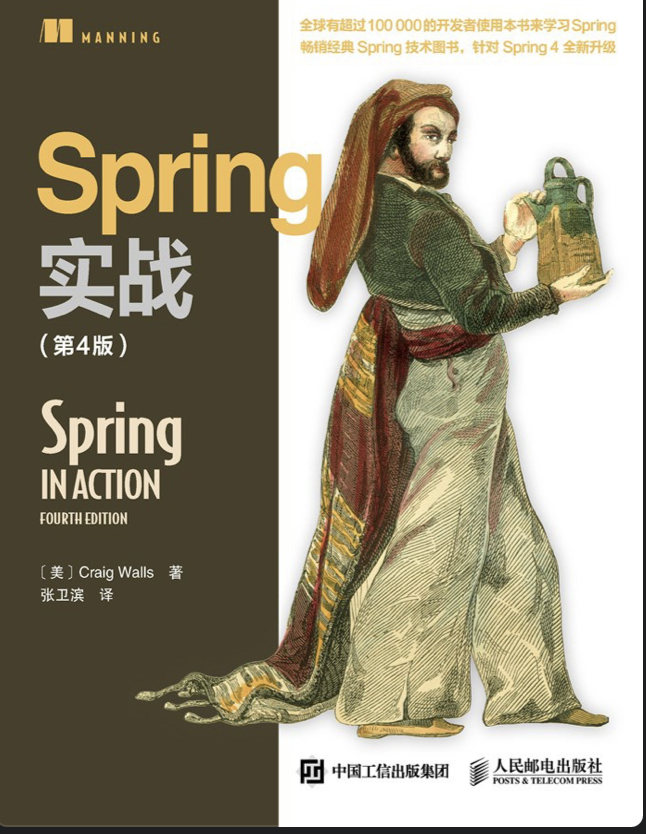 MANNING
全球有超过100 000的开发者使用本书来学习Spring
畅销经典 Spring 技术图书，针对 Spring 4 全新升级
Spring
实战
（第4版）
Spring
IN ACTION
FOURTH EDITION
〔美〕Craig Walls 著
张卫滨 译
中国工信出版集团
人民邮电出版社
POSTS & TELECOM PRESS